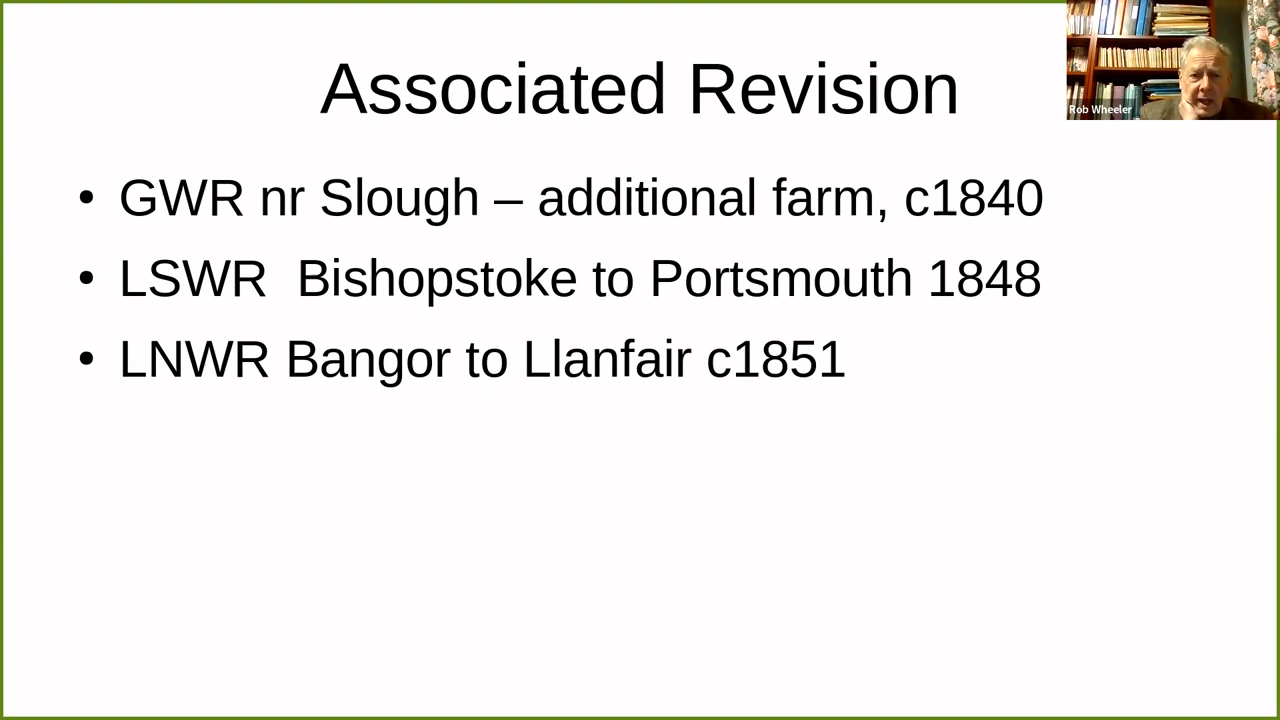 Associated Revision
Rob Wheeler
• GWR nr Slough – additional farm, c1840
• LSWR  Bishopstoke to Portsmouth 1848
• LNWR Bangor to Llanfair c1851